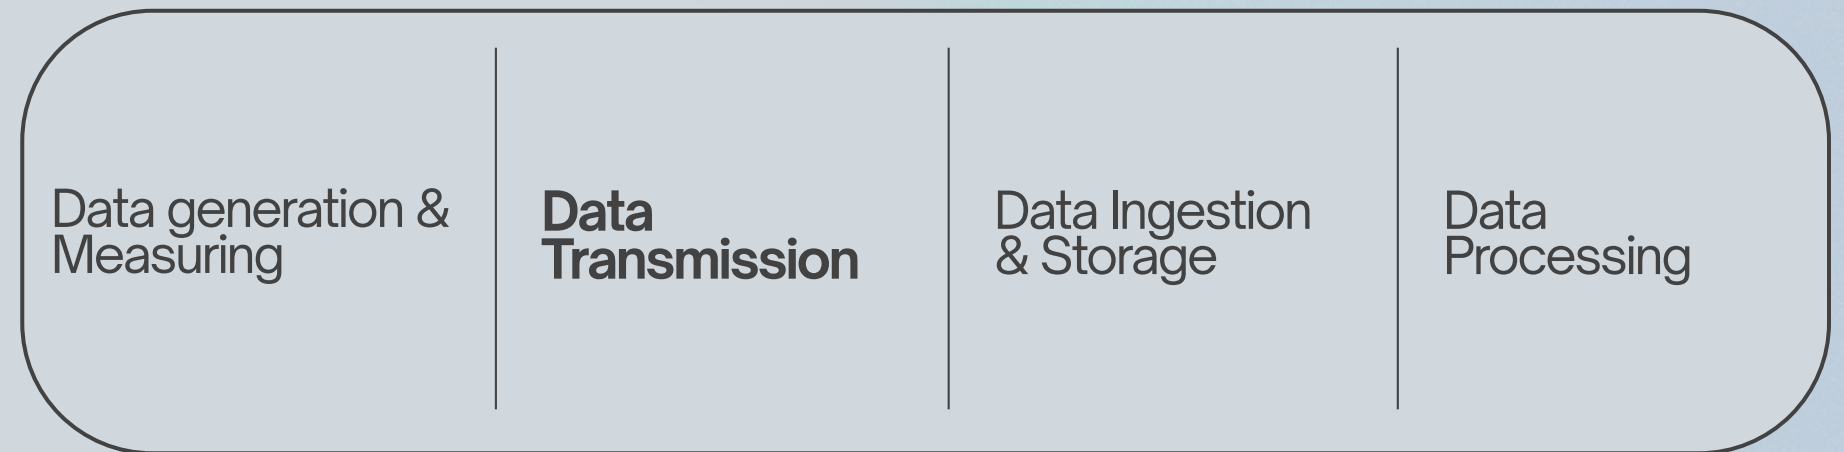 Data generation &
Measuring
Data
Transmission
Data Ingestion
& Storage
Data
Processing